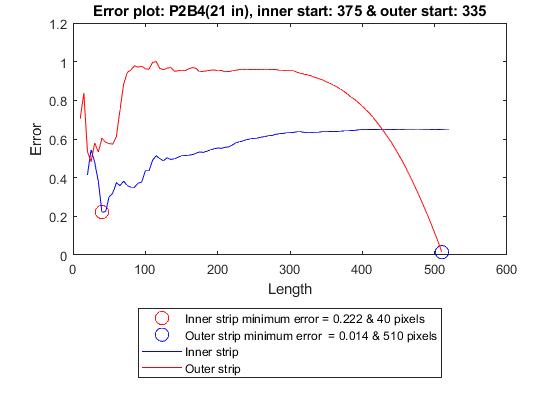 Error plot: P2B4(21 in), inner start: 375 & outer start: 335
1.2
1
0.8
0.6
0.4
0.2
0
Error
0 100 200 300 400 500 600
Length
Inner strip minimum error = 0.222 & 40 pixels
Outer strip minimum error = 0.014 & 510 pixels
Inner strip
Outer strip